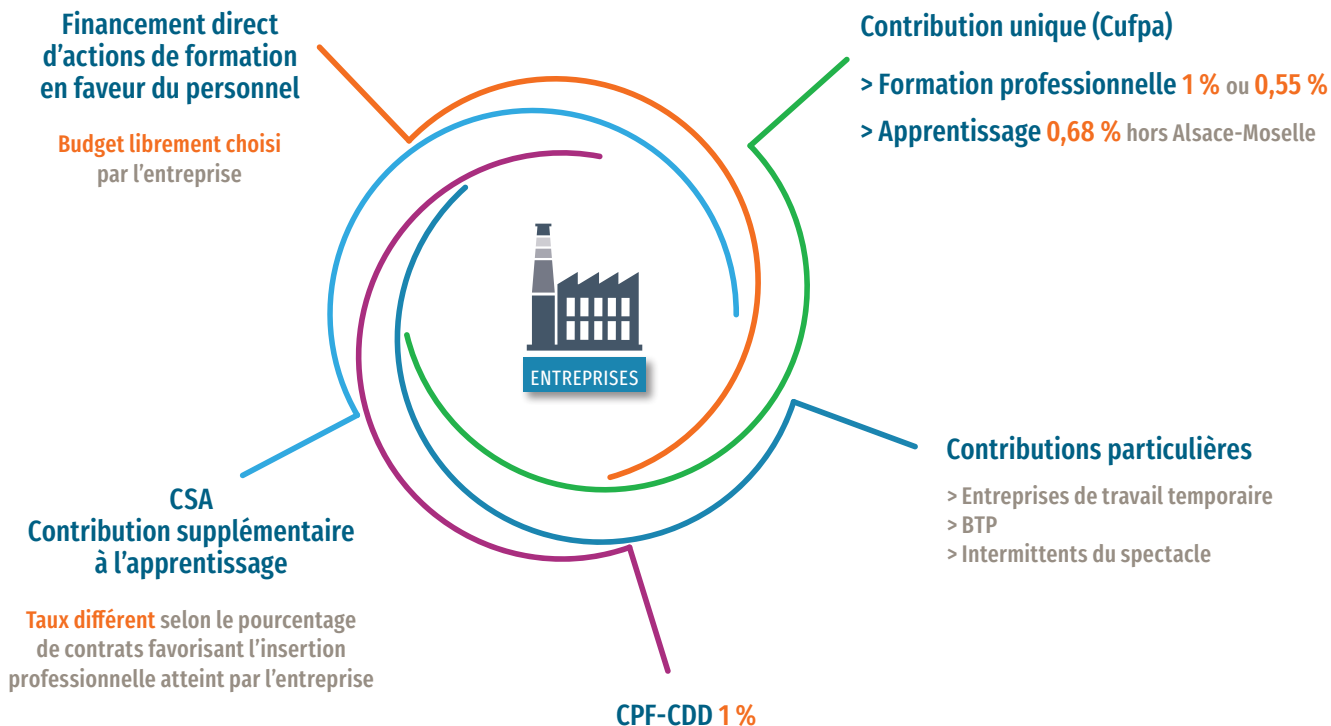 Financement direct
d’actions de formation
en faveur du personnel
Budget librement choisi
par l’entreprise
Contribution unique (Cufpa)
> Formation professionnelle 1 % ou 0,55 %
> Apprentissage 0,68 % hors Alsace-Moselle
ENTREPRISES
Contributions particulières
> Entreprises de travail temporaire
> BTP
> Intermittents du spectacle
CSA
Contribution supplémentaire
à l’apprentissage
Taux différent selon le pourcentage
de contrats favorisant l’insertion
professionnelle atteint par l’entreprise
CPF-CDD 1 %